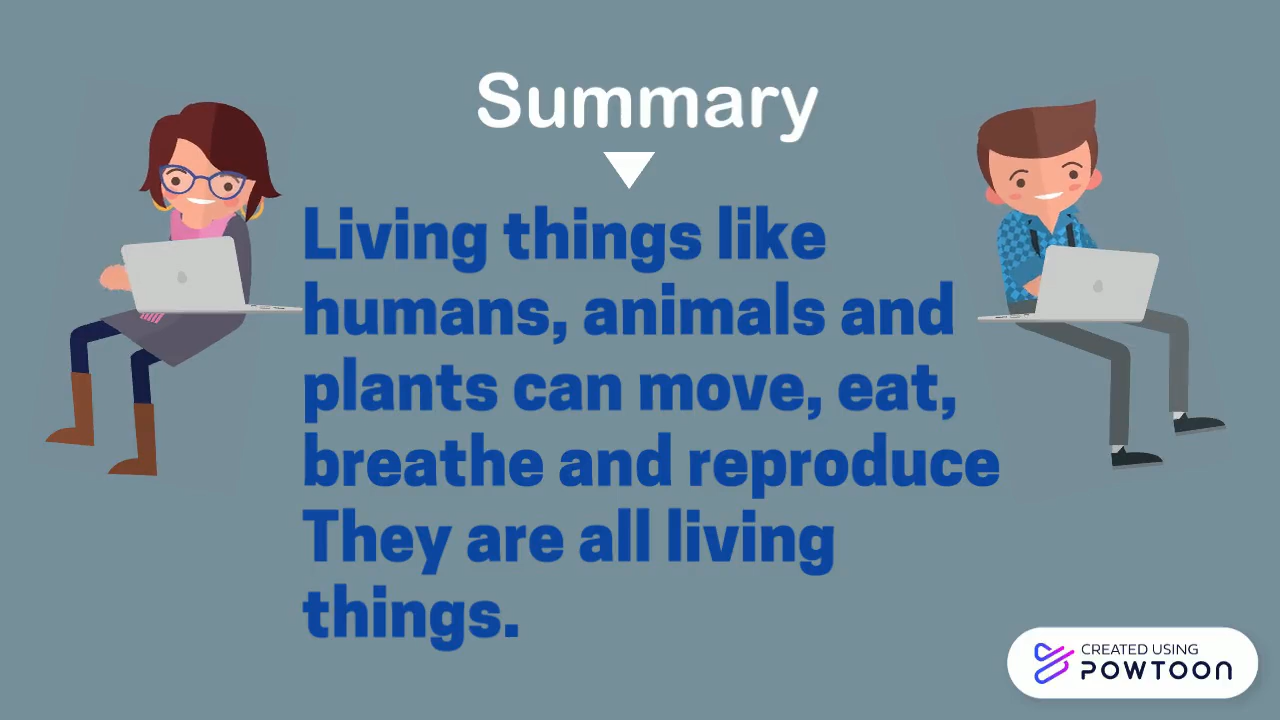 Summary
Living things like
humans, animals and
plants can move, eat,
breathe and reproduce
They are all living
things.
CREATED USING
POWTOON